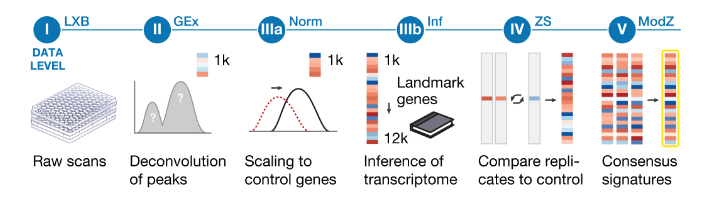 I LXB II GEx IIIa Norm IIIb Inf IV ZS V ModZ
DATA
LEVEL
1k
1k
1k
Landmark
genes
12k
? ?
Raw scans
Deconvolution
of peaks
Scaling to
control genes
Inference of
transcriptome
Compare repli-
cates to control
Consensus
signatures